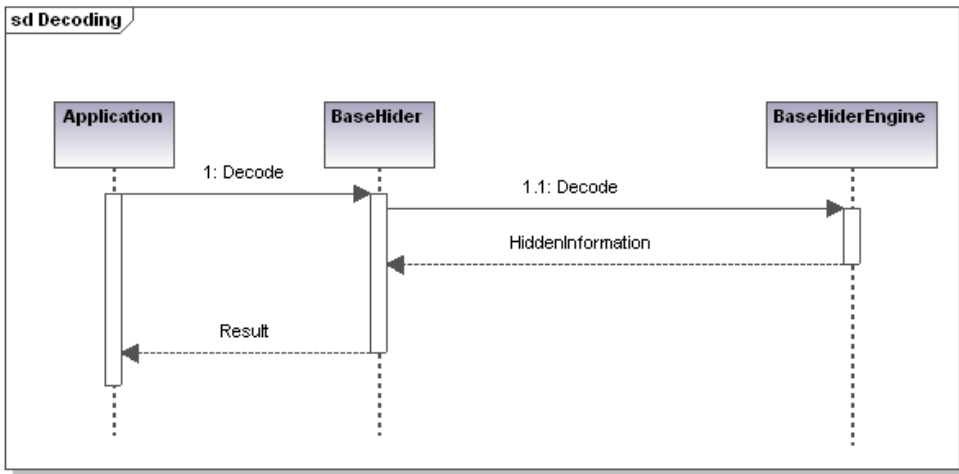 sd Decoding
Application
BaseHider
BaseHiderEngine
1: Decode
1.1: Decode
HiddenInformation
Result